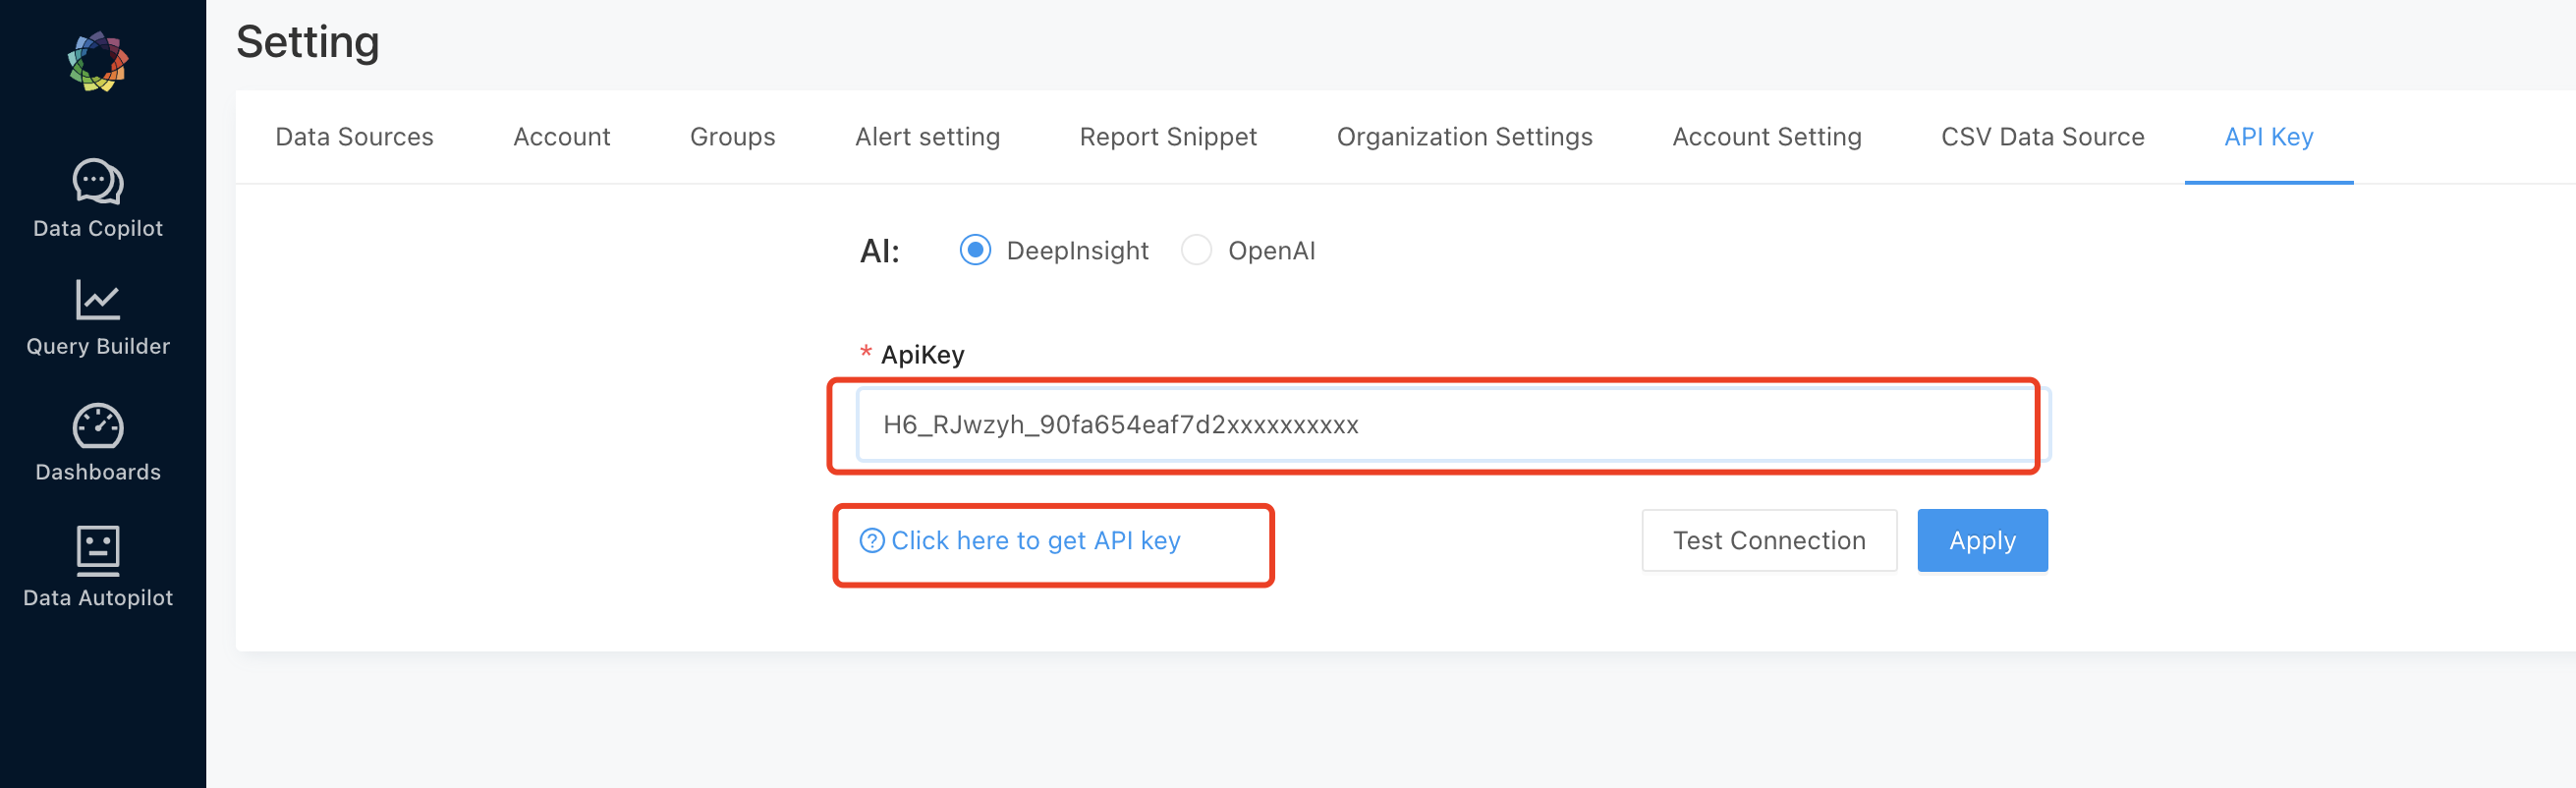 Setting
Data Sources Account Groups Alert setting Report Snippet Organization Settings Account Setting CSV Data Source API Key
Data Copilot
Query Builder
Dashboards
Data Autopilot
AI: DeepInsight OpenAI
* ApiKey
H6_RJwzyh_90fa654eaf7d2xxxxxxxxxx
? Click here to get API key
Test Connection Apply